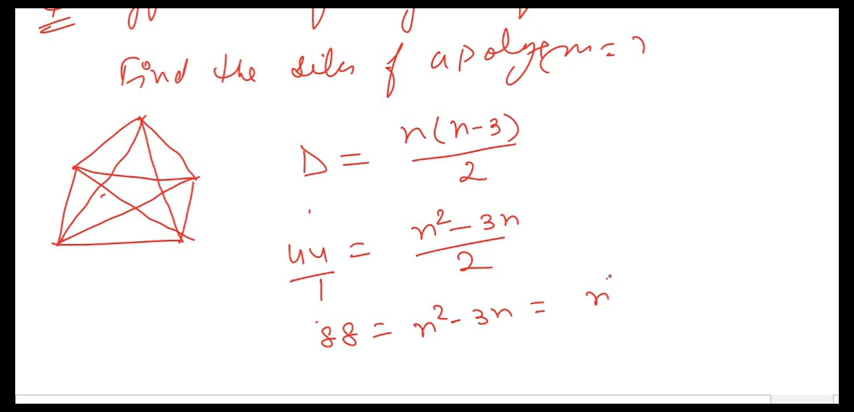 Find the sides of a polygon = ?
D = n(n-3)/2
44/1 = n² - 3n/2
88 = n² - 3n = n